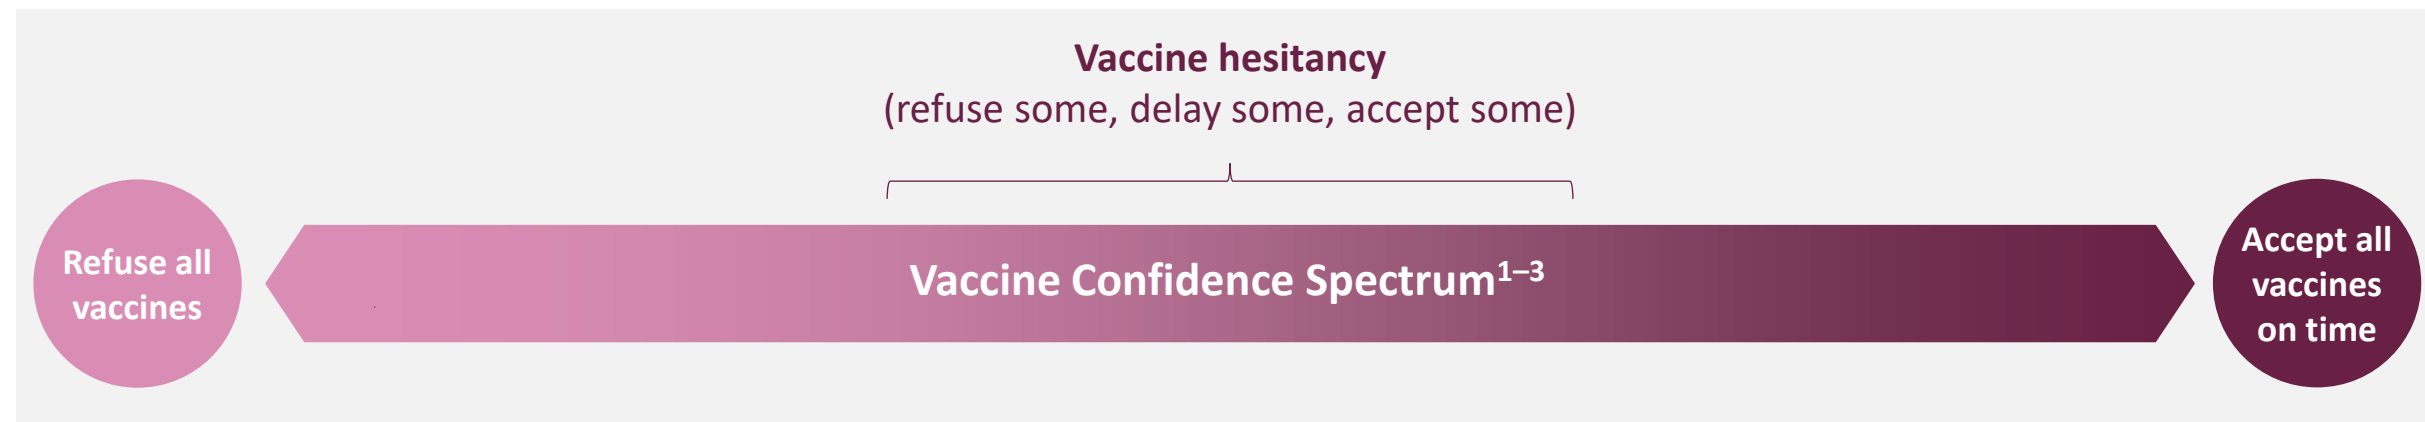 Vaccine hesitancy
(refuse some, delay some, accept some)
Refuse all
vaccines
Vaccine Confidence Spectrum¹⁻³
Accept all
vaccines
on time